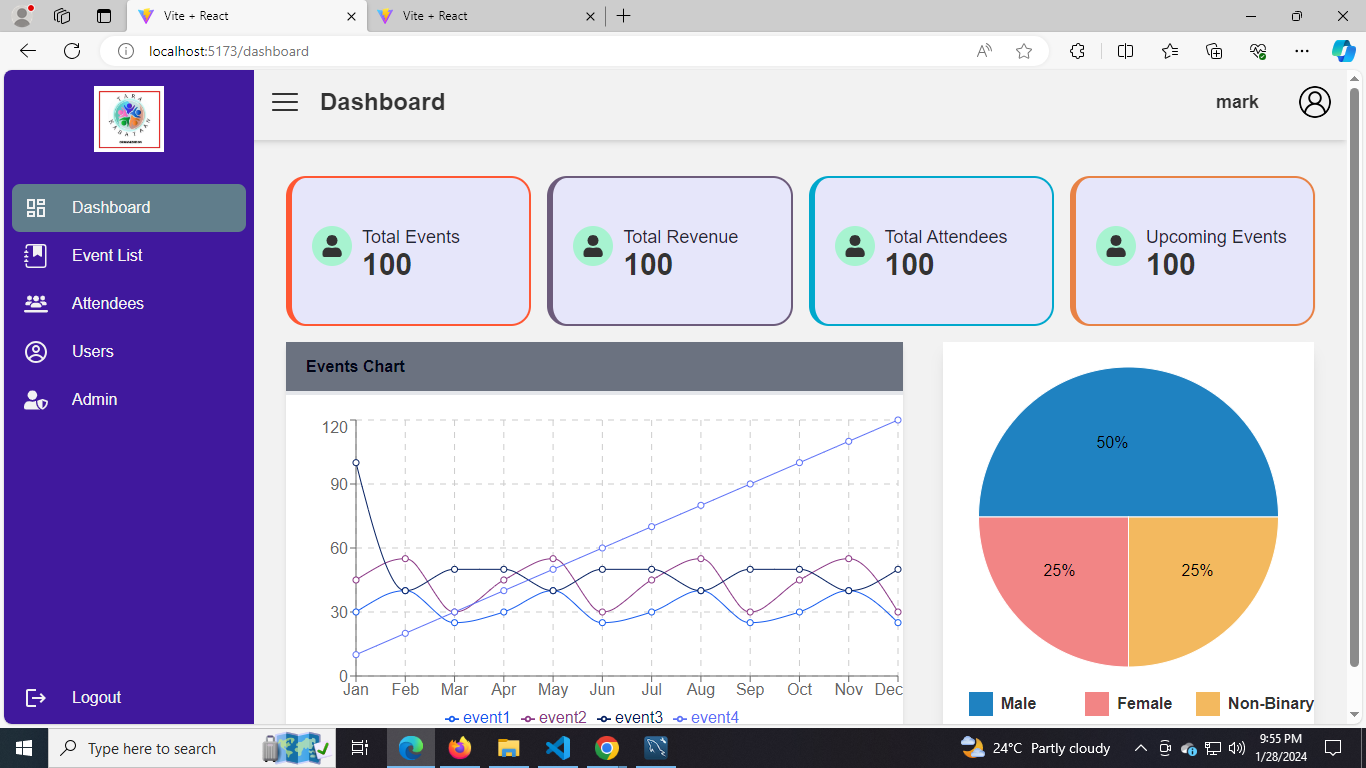 Vite + React
Vite + React
localhost:5173/dashboard
TARA
KABATAAN
Dashboard
mark
Dashboard
Event List
Attendees
Users
Admin
Logout
Total Events
100
Total Revenue
100
Total Attendees
100
Upcoming Events
100
Events Chart
120
90
60
30
0
Jan Feb Mar Apr May Jun Jul Aug Sep Oct Nov Dec
event1 event2 event3 event4
50%
25% 25%
Male Female Non-Binary
Type here to search
24°C Partly cloudy
9:55 PM
1/28/2024